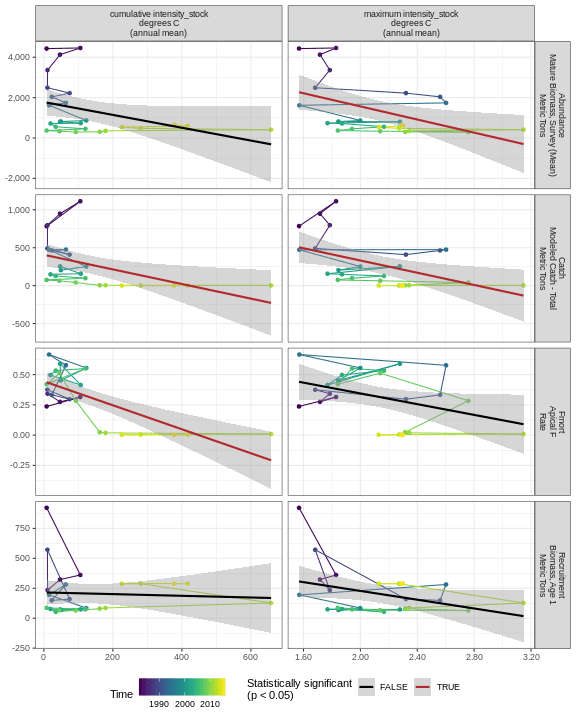 cumulative intensity_stock
degrees C
(annual mean)
maximum intensity_stock
degrees C
(annual mean)
4,000
2,000
0
-2,000
Abundance
Mature Biomass, Survey (Mean)
Metric Tons
1,000
500
0
-500
Catch
Modeled Catch - Total
Metric Tons
0.50
0.25
0.00
-0.25
Fmort
Apical F
Rate
750
500
250
0
-250
Recruitment
Biomass, Age 1
Metric Tons
0
200
400
600
1.60
2.00
2.40
2.80
3.20
Time
1990
2000
2010
Statistically significant
(p < 0.05)
FALSE
TRUE